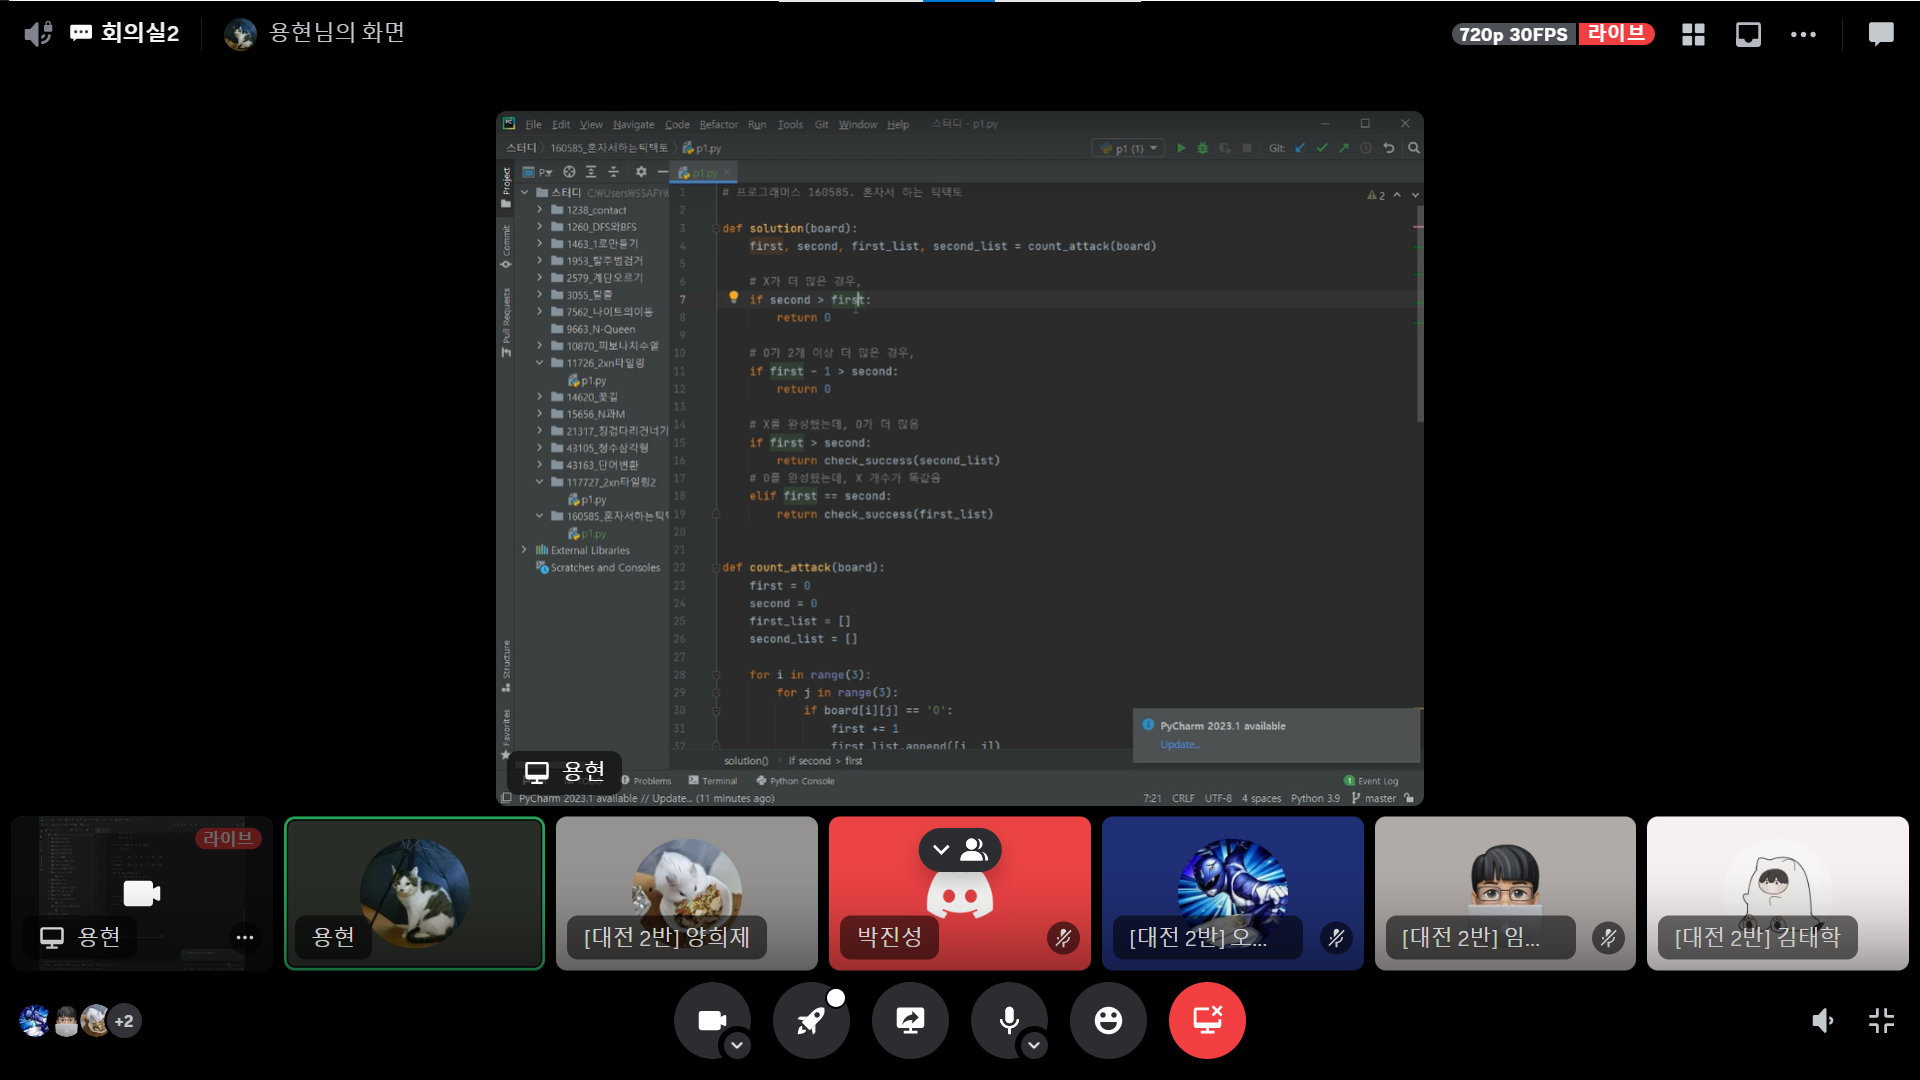 회의실2
용현님의 화면
720p 30FPS 라이브
File Edit View Navigate Code Refactor Run Tools Git Window Help 스터디 - p1.py
스터디 160585_혼자서하는틱택토 p1.py
p1 (1)
Git:
Project
Commit
Pull Requests
Structure
Favorites
스터디 C:\Users\SSAFY\
1238_contact
1260_DFS와BFS
1463_1로만들기
1953_탈주범검거
2579_계단오르기
3055_탈출
7562_나이트의이동
9663_N-Queen
10870_피보나치수열
11726_2xn타일링
p1.py
14620_꽃길
15656_N과M
21317_징검다리건너기
43105_정수삼각형
43163_단어변환
117727_2xn타일링2
p1.py
160585_혼자서하는틱
p1.py
External Libraries
Scratches and Consoles
p1.py
2
1 # 프로그래머스 160585. 혼자서 하는 틱택토
2
3 def solution(board):
4 first, second, first_list, second_list = count_attack(board)
5
6 # X가 더 많은 경우,
7 if second > first:
8 return 0
9
10 # O가 2개 이상 더 많은 경우,
11 if first - 1 > second:
12 return 0
13
14 # X를 완성했는데, O가 더 많음
15 if first > second:
16 return check_success(second_list)
17 # O를 완성했는데, X 개수가 똑같음
18 elif first == second:
19 return check_success(first_list)
20
21
22 def count_attack(board):
23 first = 0
24 second = 0
25 first_list = []
26 second_list = []
27
28 for i in range(3):
29 for j in range(3):
30 if board[i][j] == 'O':
31 first += 1
32 first_list.append([i, j])
PyCharm 2023.1 available
Update...
solution() if second > first
용현
Problems Terminal Python Console
1 Event Log
PyCharm 2023.1 available // Update... (11 minutes ago)
7:21 CRLF UTF-8 4 spaces Python 3.9 master
라이브
용현
용현
[대전 2반] 양희제
박진성
[대전 2반] 오...
[대전 2반] 임...
[대전 2반] 김태학
+2